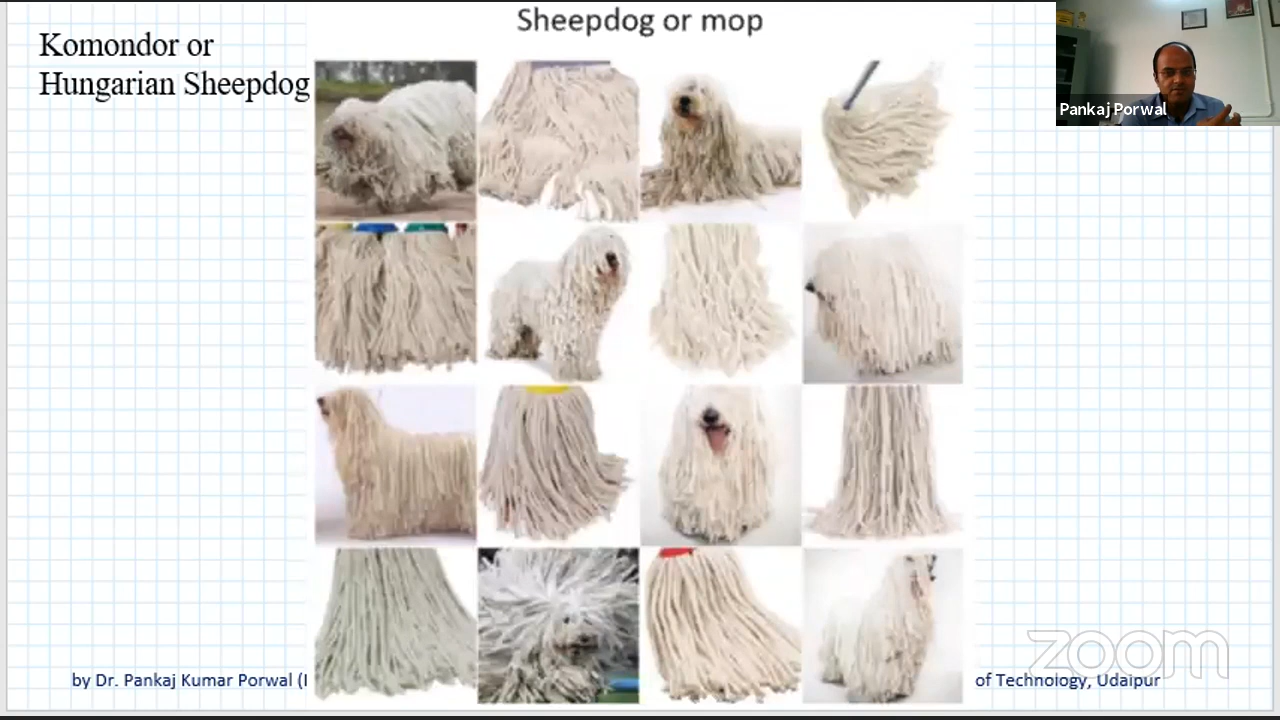 Sheepdog or mop
Komondor or
Hungarian Sheepdog
Pankaj Porwal
zoom
by Dr. Pankaj Kumar Porwal (
of Technology, Udaipur